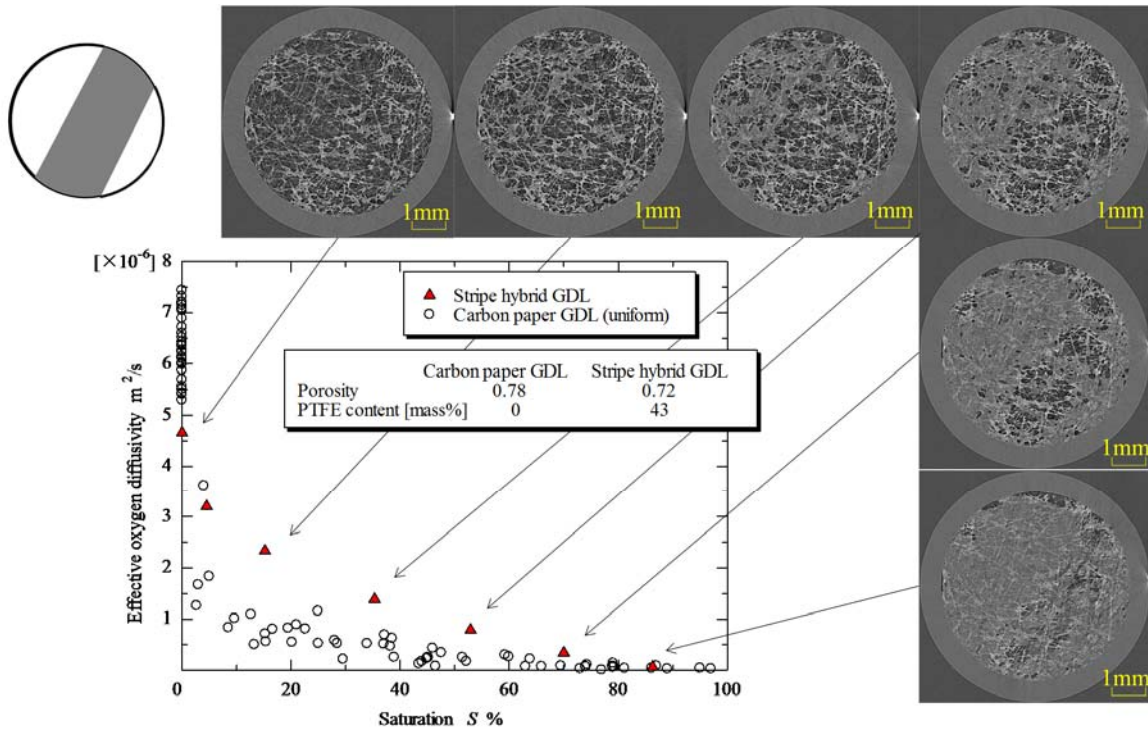 1mm 1mm 1mm 1mm
[×10⁻⁶] 8
Stripe hybrid GDL
Carbon paper GDL (uniform)
7
6
Carbon paper GDL Stripe hybrid GDL
Porosity 0.78 0.72
PTFE content [mass%] 0 43
5
4
3
2
1
Effective oxygen diffusivity m²/s
0 20 40 60 80 100
Saturation S %
1mm
1mm